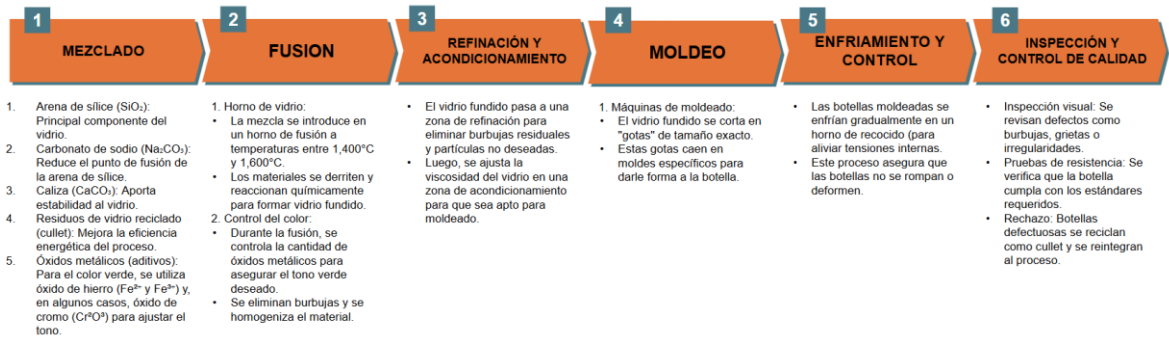 1
MEZCLADO
1. Arena de sílice (SiO₂):
Principal componente del
vidrio.
2. Carbonato de sodio (Na₂CO₃):
Reduce el punto de fusión de
la arena de sílice.
3. Caliza (CaCO₃): Aporta
estabilidad al vidrio.
4. Residuos de vidrio reciclado
(cullet): Mejora la eficiencia
energética del proceso.
5. Óxidos metálicos (aditivos):
Para el color verde, se utiliza
óxido de hierro (Fe²⁺ y Fe³⁺) y,
en algunos casos, óxido de
cromo (Cr²O³) para ajustar el
tono.
2
FUSION
1. Horno de vidrio:
• La mezcla se introduce en
un horno de fusión a
temperaturas entre 1,400°C
y 1,600°C.
• Los materiales se derriten y
reaccionan químicamente
para formar vidrio fundido.
2. Control del color:
• Durante la fusión, se
controla la cantidad de
óxidos metálicos para
asegurar el tono verde
deseado.
• Se eliminan burbujas y se
homogeniza el material.
3
REFINACIÓN Y
ACONDICIONAMIENTO
• El vidrio fundido pasa a una
zona de refinación para
eliminar burbujas residuales
y partículas no deseadas.
• Luego, se ajusta la
viscosidad del vidrio en una
zona de acondicionamiento
para que sea apto para
moldeado.
4
MOLDEO
1. Máquinas de moldeado:
• El vidrio fundido se corta en
"gotas" de tamaño exacto.
• Estas gotas caen en
moldes específicos para
darle forma a la botella.
5
ENFRIAMIENTO Y
CONTROL
• Las botellas moldeadas se
enfrían gradualmente en un
horno de recocido (para
aliviar tensiones internas.
• Este proceso asegura que
las botellas no se rompan o
deformen.
6
INSPECCIÓN Y
CONTROL DE CALIDAD
• Inspección visual: Se
revisan defectos como
burbujas, grietas o
irregularidades.
• Pruebas de resistencia: Se
verifica que la botella
cumpla con los estándares
requeridos.
• Rechazo: Botellas
defectuosas se reciclan
como cullet y se reintegran
al proceso.